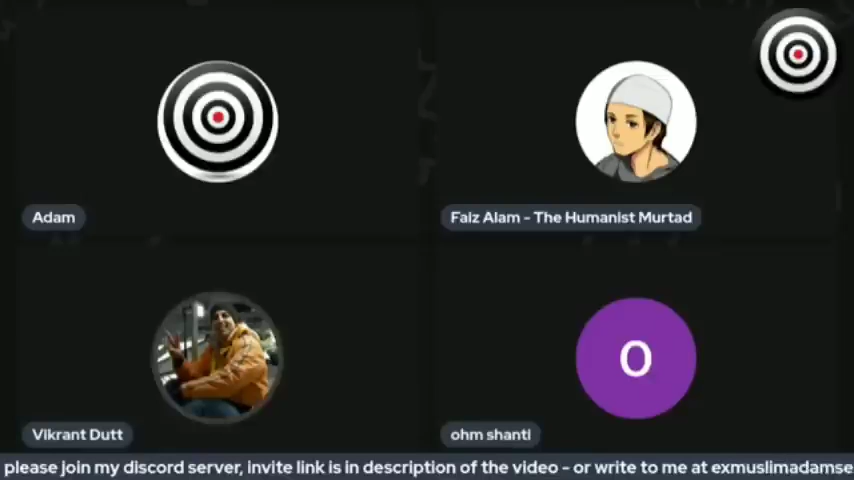 Adam
Faiz Alam - The Humanist Murtad
Vikrant Dutt
O
ohm shanti
please join my discord server, invite link is in description of the video - or write to me at exmuslimadamse